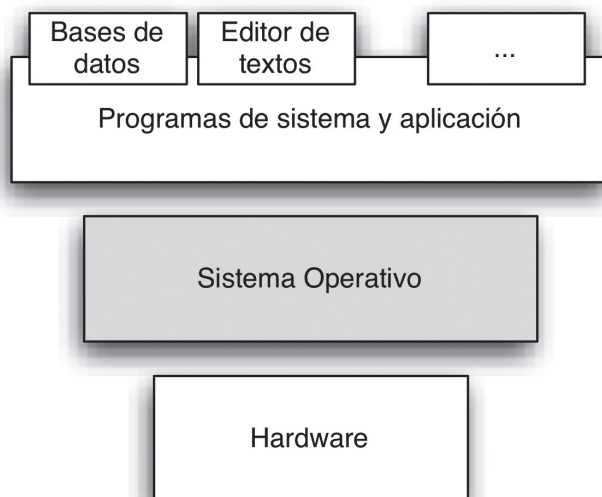 Bases de
datos
Editor de
textos
...
Programas de sistema y aplicación
Sistema Operativo
Hardware